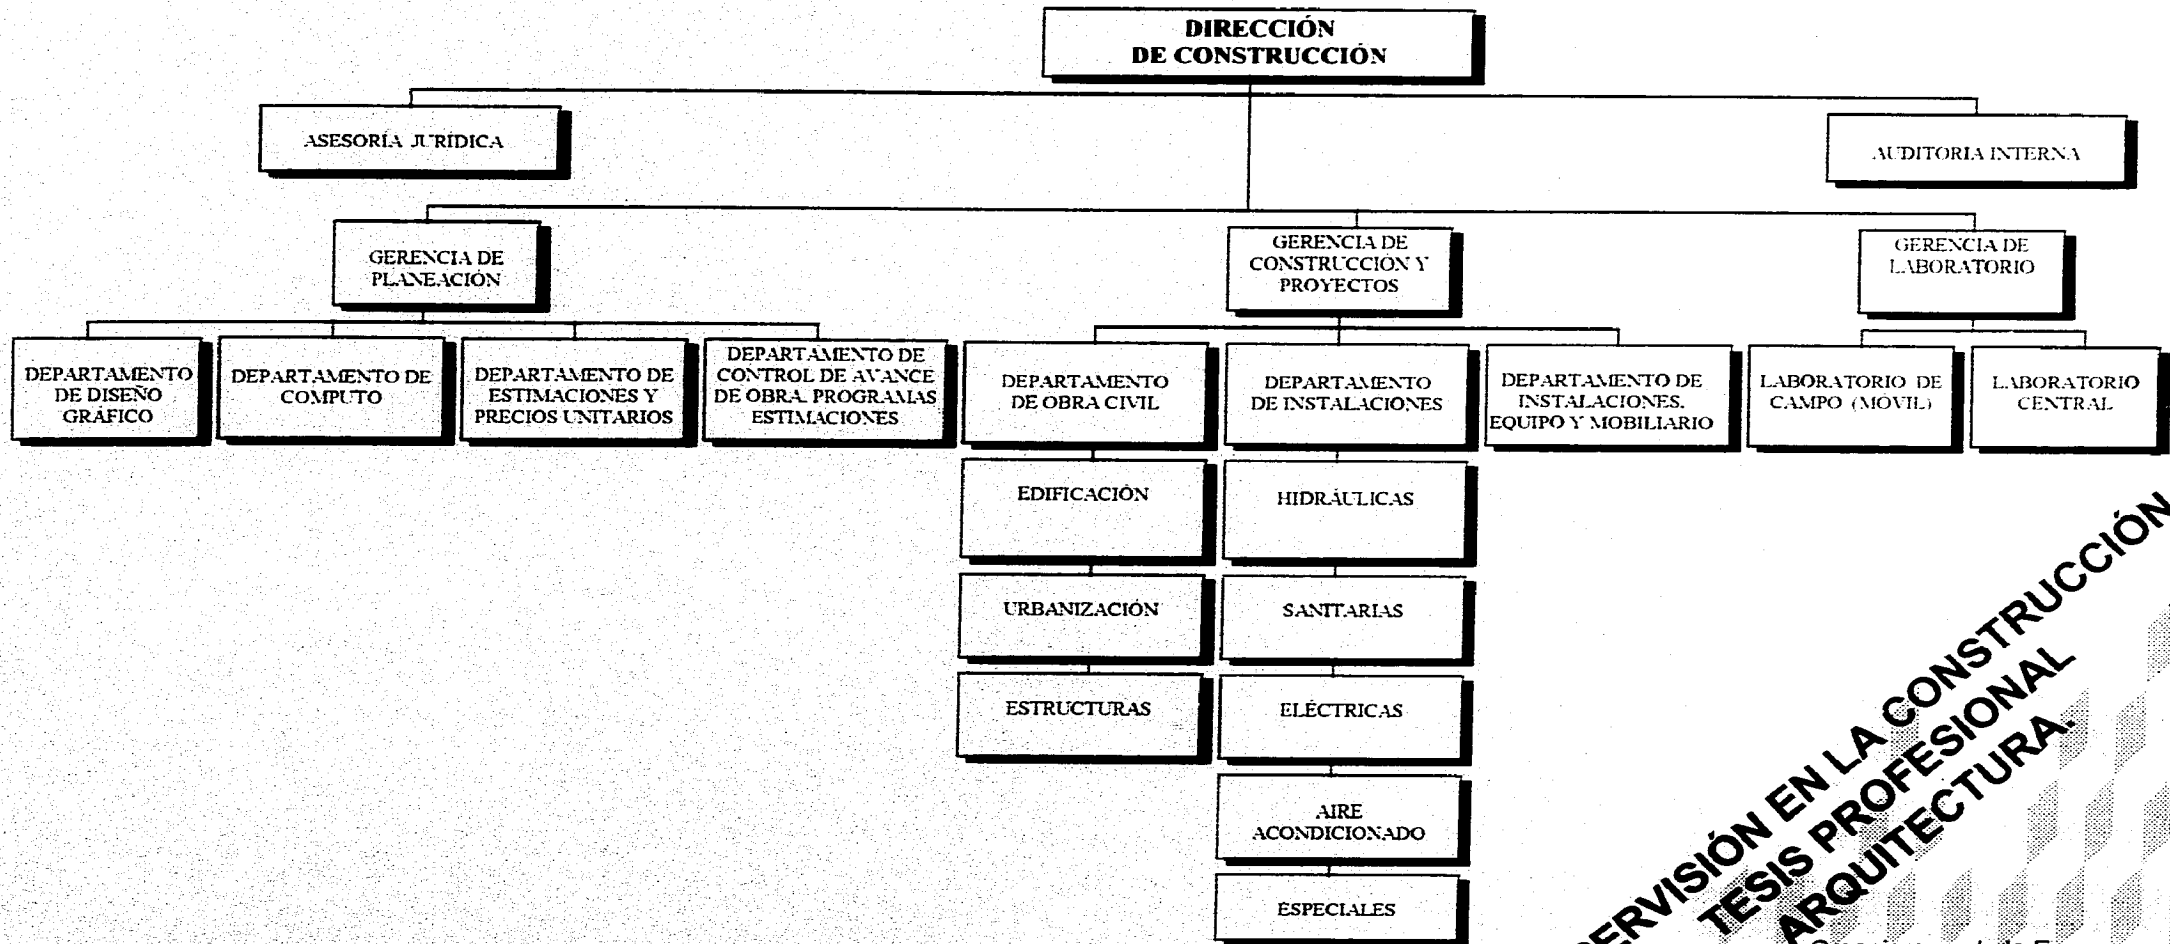 DIRECCIÓN
DE CONSTRUCCIÓN
ASESORÍA JURÍDICA
AUDITORIA INTERNA
GERENCIA DE
PLANEACIÓN
GERENCIA DE
CONSTRUCCIÓN Y
PROYECTOS
GERENCIA DE
LABORATORIO
DEPARTAMENTO
DE DISEÑO
GRÁFICO
DEPARTAMENTO DE
COMPUTO
DEPARTAMENTO DE
ESTIMACIONES Y
PRECIOS UNITARIOS
DEPARTAMENTO DE
CONTROL DE AVANCE
DE OBRA. PROGRAMAS
ESTIMACIONES
DEPARTAMENTO
DE OBRA CIVIL
DEPARTAMENTO
DE INSTALACIONES
DEPARTAMENTO DE
INSTALACIONES.
EQUIPO Y MOBILIARIO
LABORATORIO DE
CAMPO (MÓVIL)
LABORATORIO
CENTRAL
EDIFICACIÓN
HIDRÁULICAS
URBANIZACIÓN
SANITARIAS
ESTRUCTURAS
ELÉCTRICAS
AIRE
ACONDICIONADO
ESPECIALES
ERVISIÓN EN LA CONSTRUCCIÓN
TESIS PROFESIONAL
ARQUITECTURA.